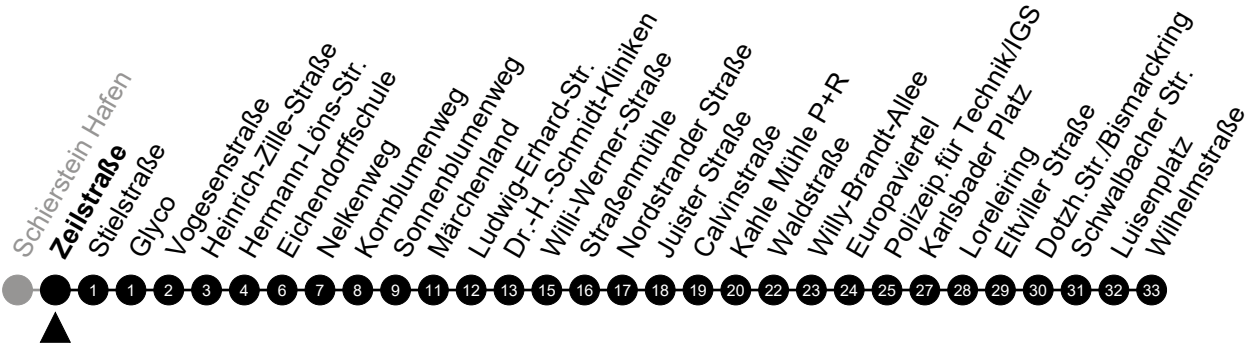 Schierstein Hafen
Zeilstraße
Stielstraße
Glyco
Vogesenstraße
Heinrich-Zille-Straße
Hermann-Löns-Str.
Eichendorffschule
Nelkenweg
Kornblumenweg
Sonnenblumenweg
Märchenland
Ludwig-Erhard-Str.
Dr.-H.-Schmidt-Kliniken
Willi-Werner-Straße
Straßenmühle
Nordstrander Straße
Juister Straße
Calvinstraße
Kahle Mühle P+R
Waldstraße
Willy-Brandt-Allee
Europaviertel
Polizeip.für Technik/IGS
Karlsbader Platz
Loreleiring
Eltviller Straße
Dotzh.Str./Bismarckring
Schwalbacher Str.
Luisenplatz
Wilhelmstraße
1 1 2 3 4 6 7 8 9 11 12 13 15 16 17 18 19 20 22 23 24 25 27 28 29 30 31 32 33